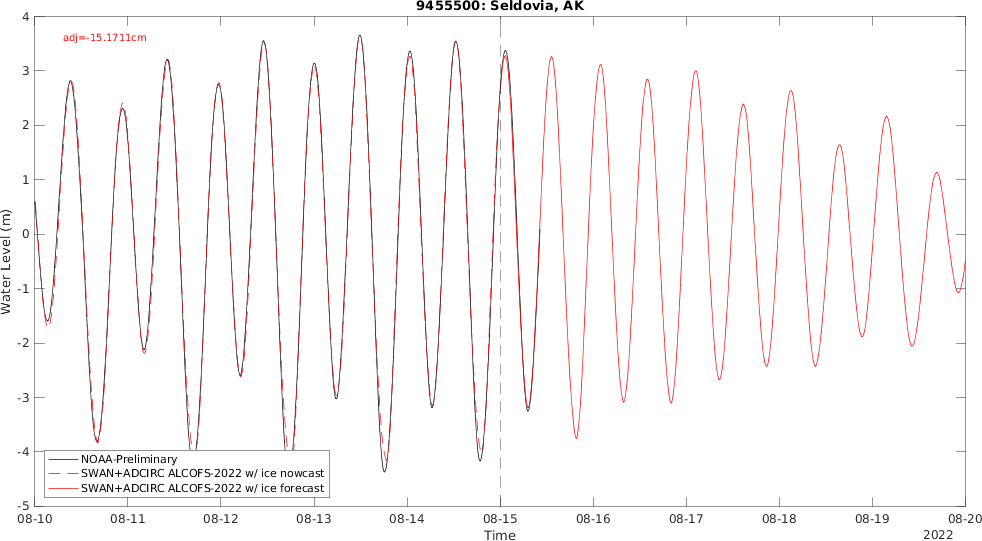 9455500: Seldovia, AK
adj=-15.1711cm
4
3
2
1
0
-1
-2
-3
-4
-5
Water Level (m)
NOAA-Preliminary
SWAN+ADCIRC ALCOFS-2022 w/ ice nowcast
SWAN+ADCIRC ALCOFS-2022 w/ ice forecast
08-10 08-11 08-12 08-13 08-14 08-15 08-16 08-17 08-18 08-19 08-20
Time
2022